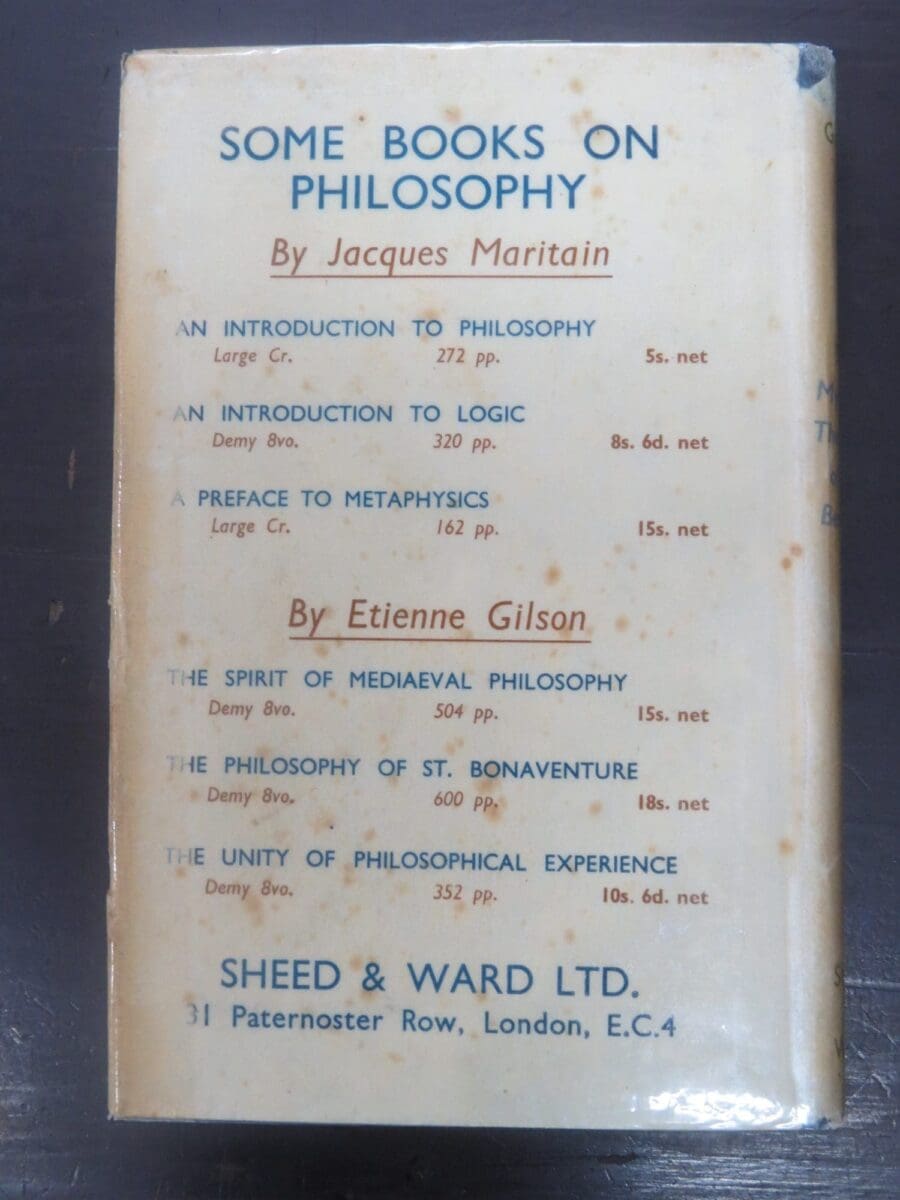 SOME BOOKS ON
PHILOSOPHY
By Jacques Maritain
AN INTRODUCTION TO PHILOSOPHY
Large Cr. 272 pp. 5s. net
AN INTRODUCTION TO LOGIC
Demy 8vo. 320 pp. 8s. 6d. net
A PREFACE TO METAPHYSICS
Large Cr. 162 pp. 15s. net
By Etienne Gilson
THE SPIRIT OF MEDIAEVAL PHILOSOPHY
Demy 8vo. 504 pp. 15s. net
THE PHILOSOPHY OF ST. BONAVENTURE
Demy 8vo. 600 pp. 18s. net
THE UNITY OF PHILOSOPHICAL EXPERIENCE
Demy 8vo. 352 pp. 10s. 6d. net
SHEED & WARD LTD.
31 Paternoster Row, London, E.C.4